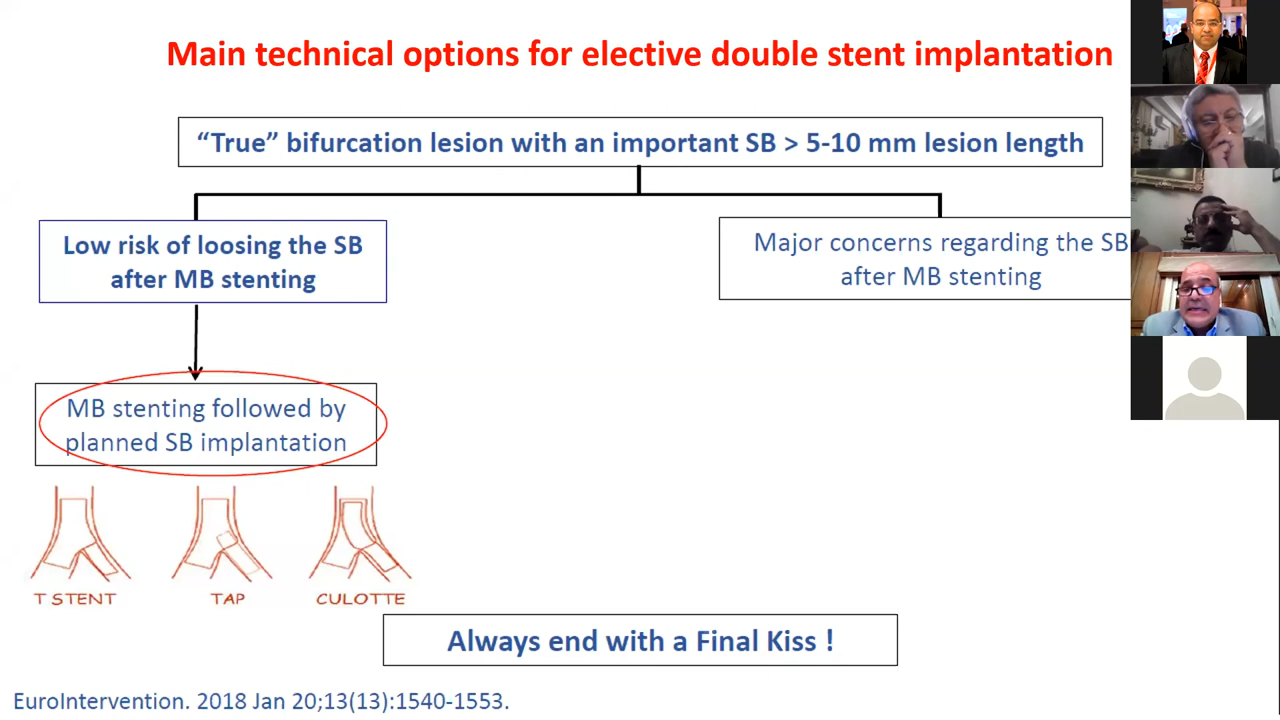 Main technical options for elective double stent implantation
“True” bifurcation lesion with an important SB > 5-10 mm lesion length
Low risk of loosing the SB
after MB stenting
Major concerns regarding the SB
after MB stenting
MB stenting followed by
planned SB implantation
T STENT
TAP
CULOTTE
Always end with a Final Kiss !
EuroIntervention. 2018 Jan 20;13(13):1540-1553.